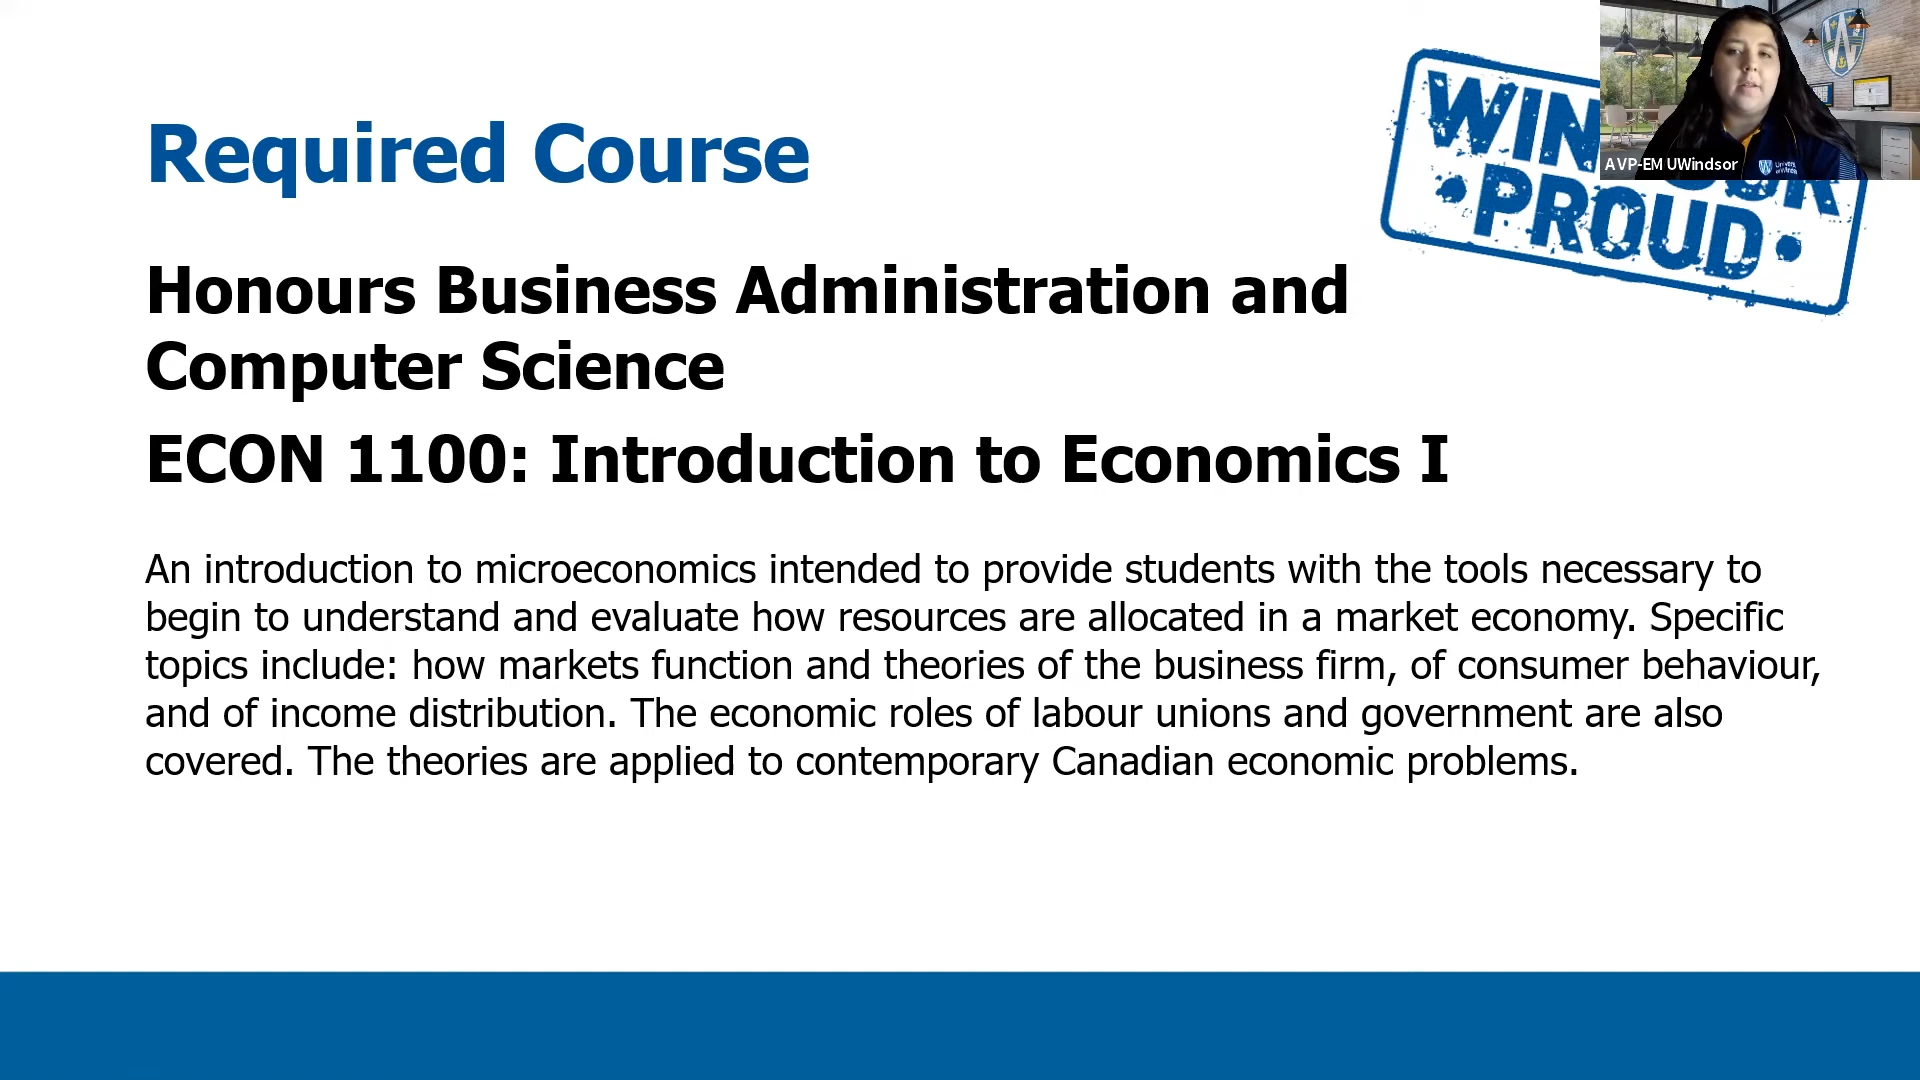 Required Course
Honours Business Administration and
Computer Science
ECON 1100: Introduction to Economics I
An introduction to microeconomics intended to provide students with the tools necessary to
begin to understand and evaluate how resources are allocated in a market economy. Specific
topics include: how markets function and theories of the business firm, of consumer behaviour,
and of income distribution. The economic roles of labour unions and government are also
covered. The theories are applied to contemporary Canadian economic problems.
WIN
PROUD
AVP-EM UWindsor